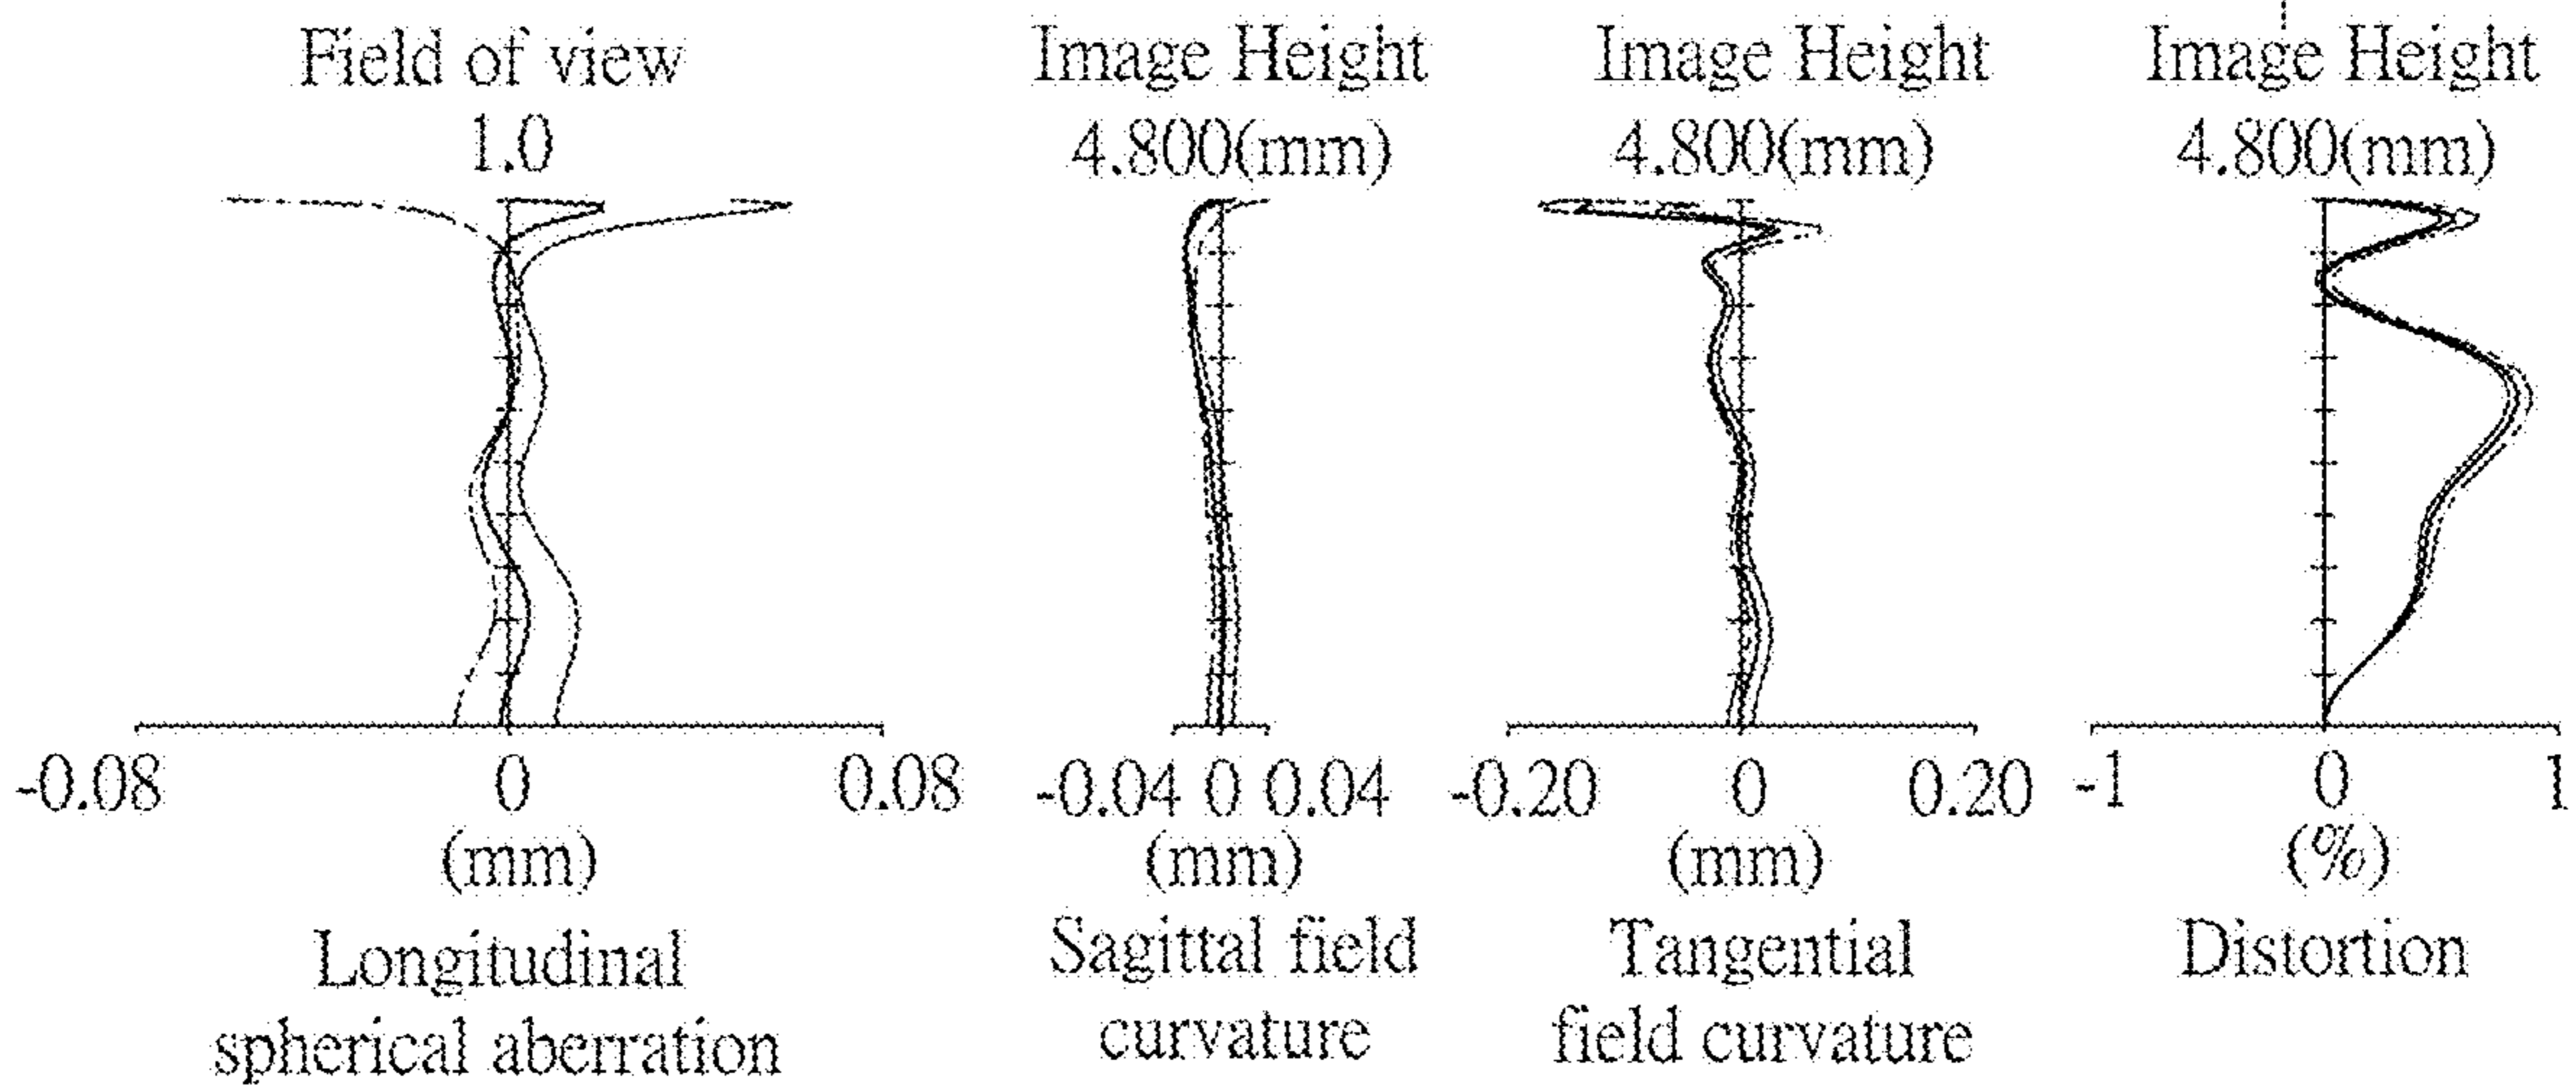 Field of view
1.0
-0.08 0 0.08
(mm)
Longitudinal
spherical aberration
Image Height
4.800(mm)
-0.04 0 0.04
(mm)
Sagittal field
curvature
Image Height
4.800(mm)
-0.20 0 0.20
(mm)
Tangential
field curvature
Image Height
4.800(mm)
-1 0 1
(%)
Distortion